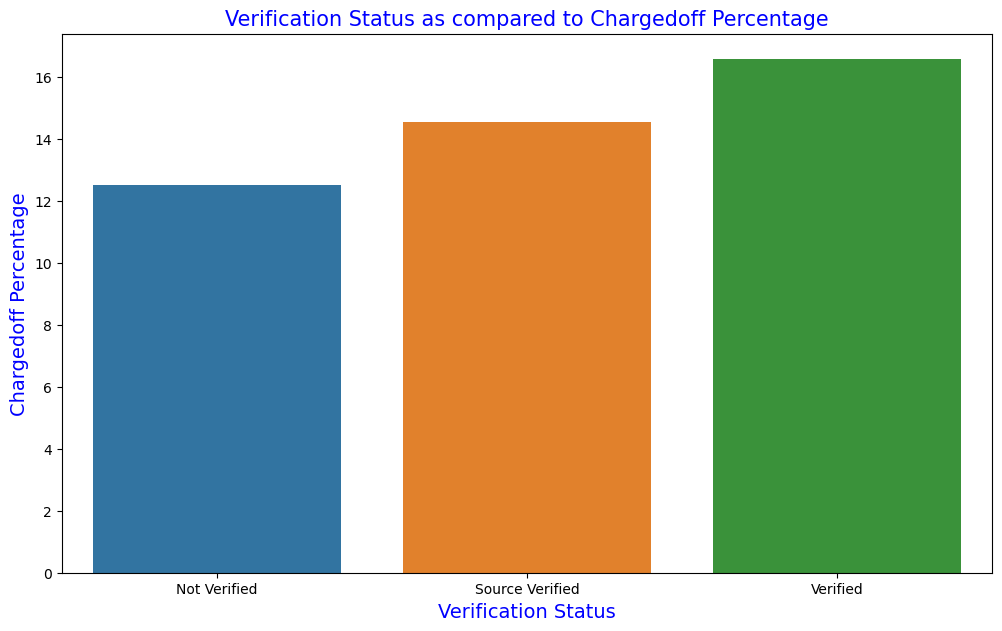 Verification Status as compared to Chargedoff Percentage
Chargedoff Percentage
16
14
12
10
8
6
4
2
0
Not Verified
Source Verified
Verified
Verification Status